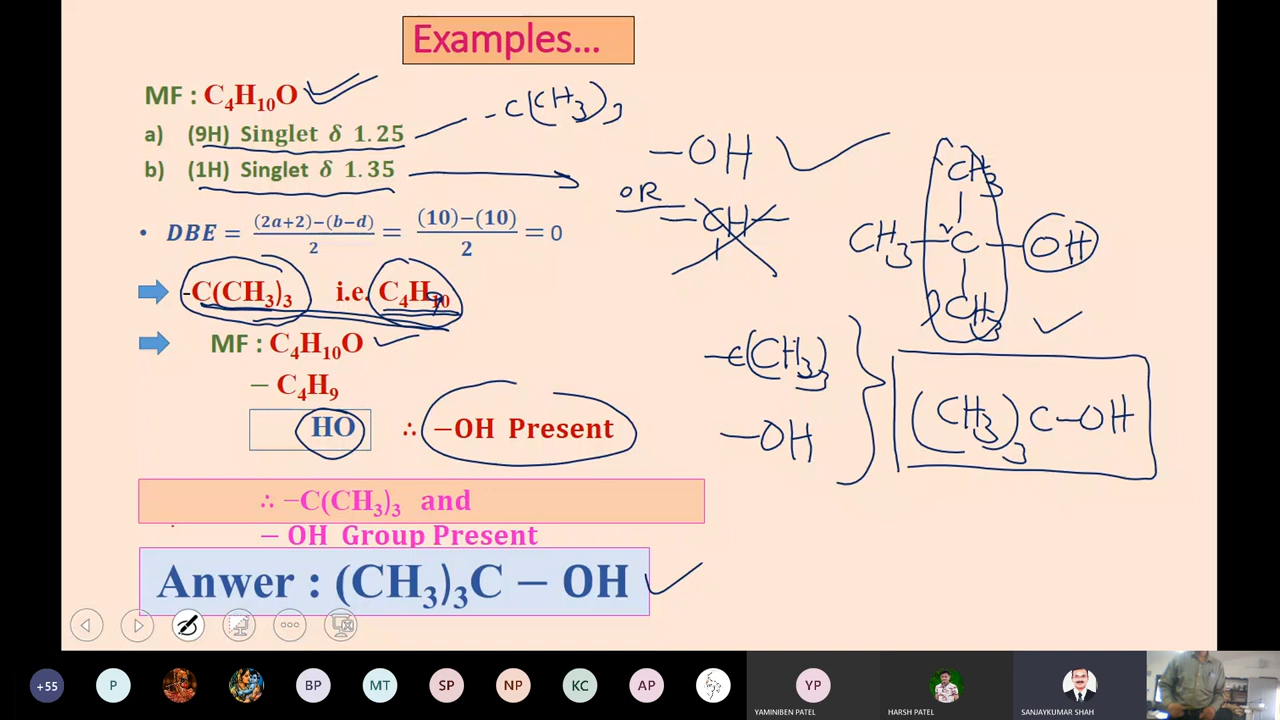 Examples...
MF : C₄H₁₀O
a) (9H) Singlet δ 1.25
-C(CH₃)₃
b) (1H) Singlet δ 1.35
-OH
OR
-CH-
CH₃
CH₃-C-OH
CH₃
• DBE = (2a+2)-(b-d)/2 = (10)-(10)/2 = 0
-C(CH₃)₃ i.e. C₄H₁₀
9
MF : C₄H₁₀O
- C₄H₉
HO ∴ -OH Present
-C(CH₃)₃
-OH
(CH₃)₃C-OH
∴ -C(CH₃)₃ and
- OH Group Present
Anwer : (CH₃)₃C - OH
+55 P BP MT SP NP KC AP YP
YAMINIBEN PATEL HARSH PATEL SANJAYKUMAR SHAH